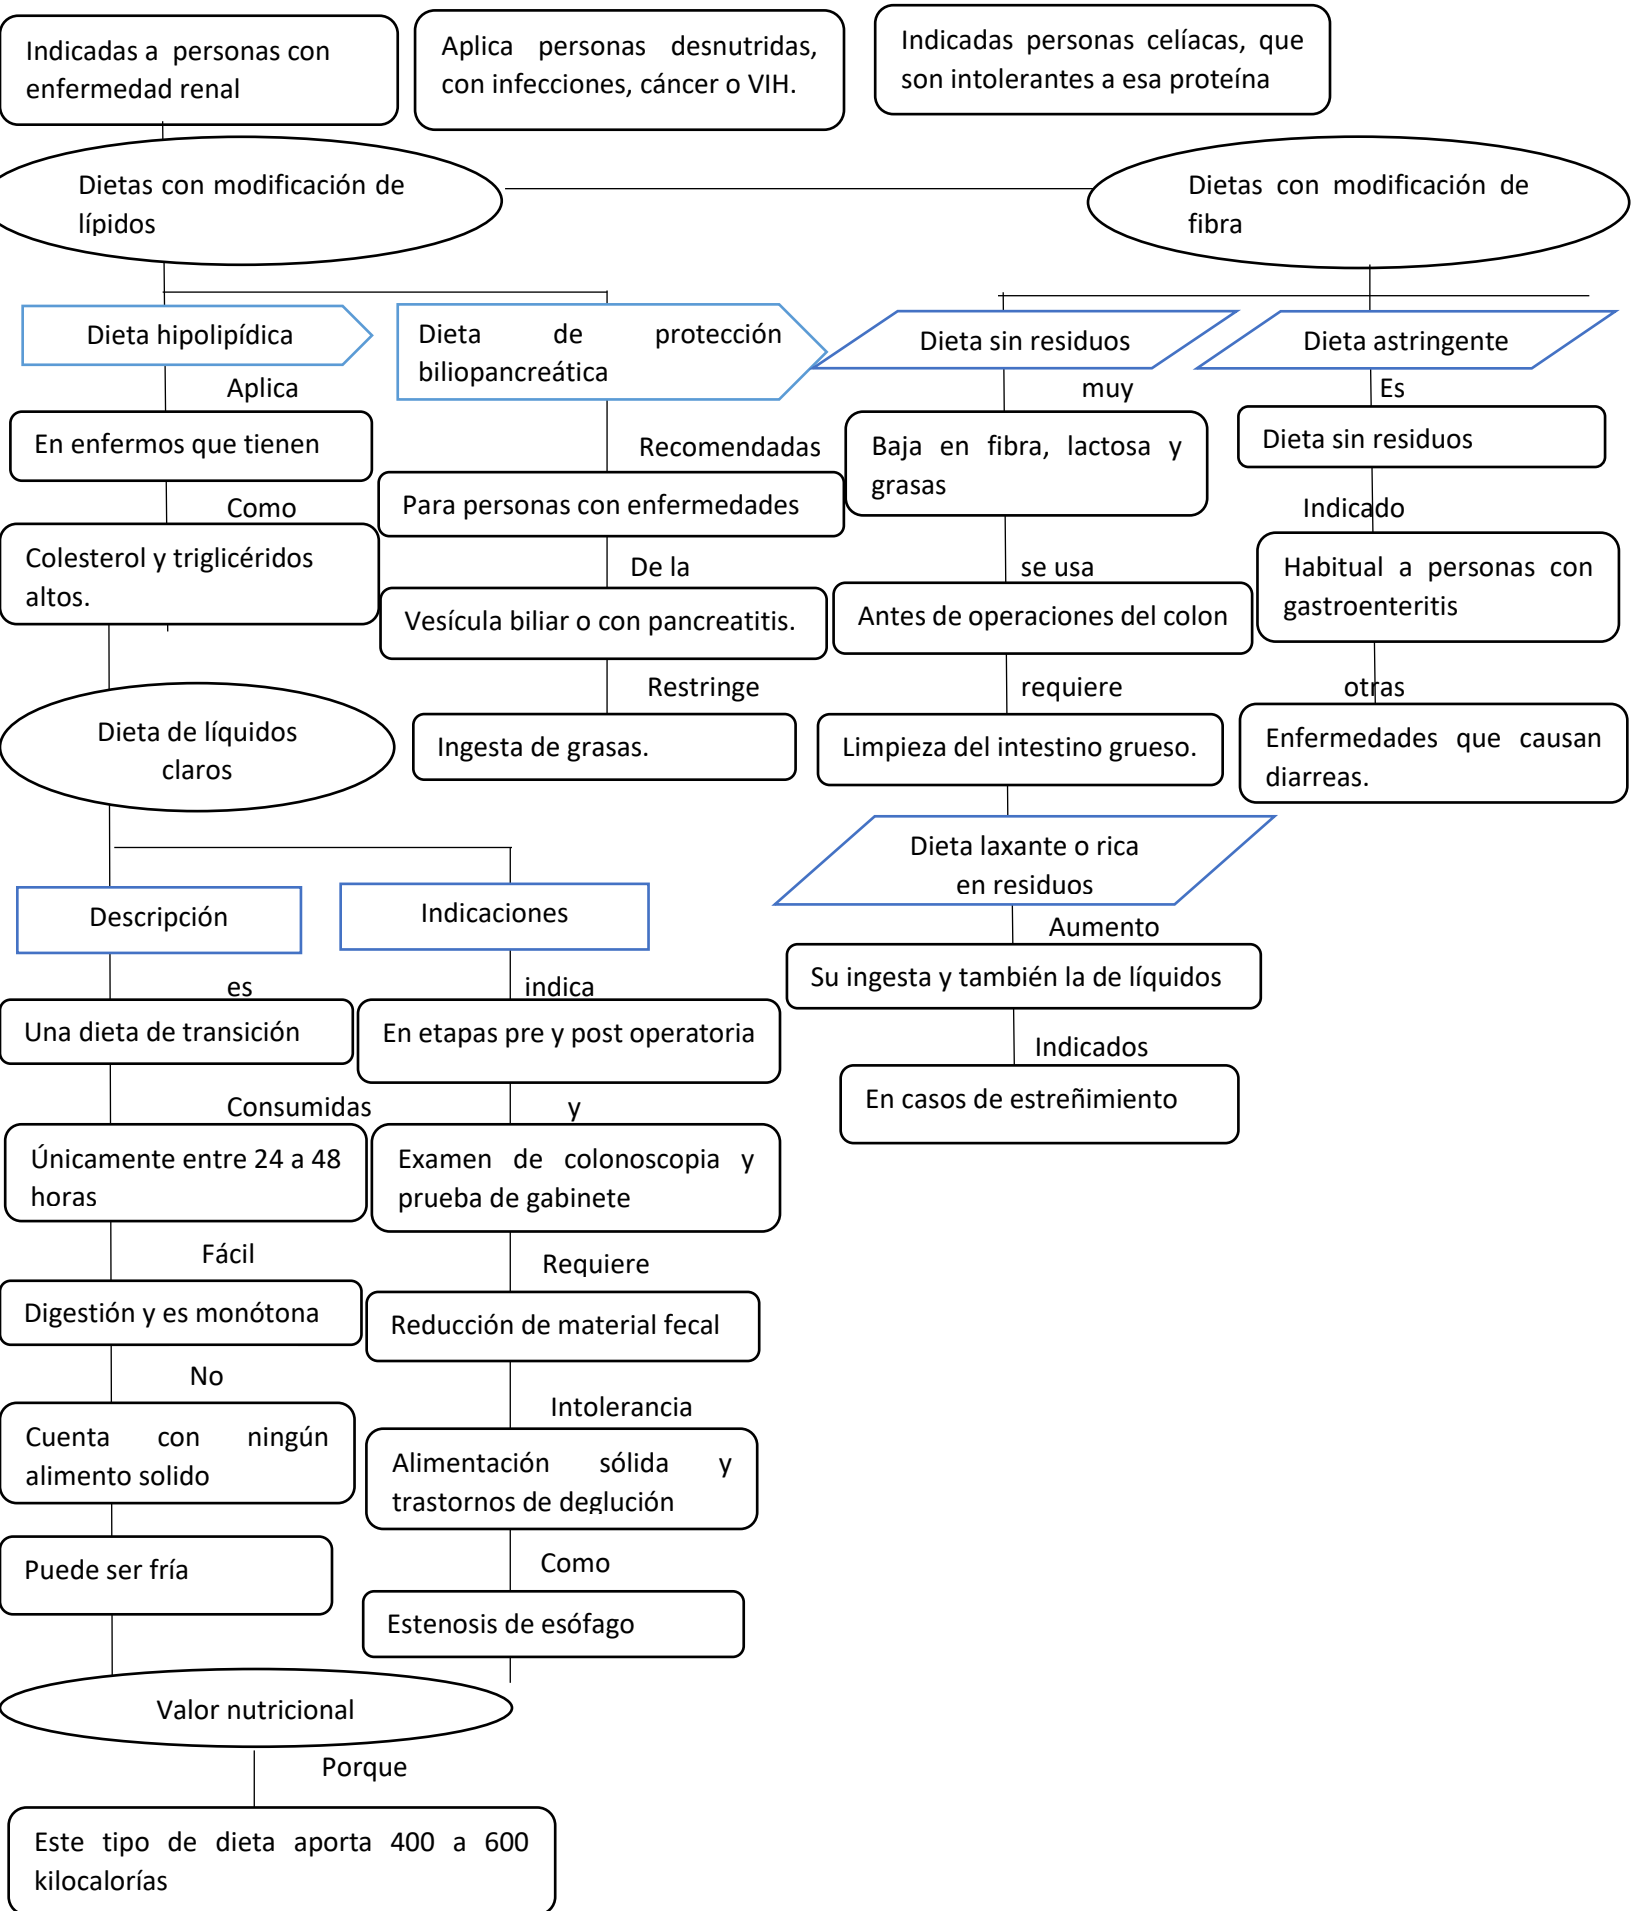 Indicadas a personas con
enfermedad renal
Aplica personas desnutridas,
con infecciones, cáncer o VIH.
Indicadas personas celíacas, que
son intolerantes a esa proteína
Dietas con modificación de
lípidos
Dietas con modificación de
fibra
Dieta hipolipídica
Dieta de protección
biliopancreática
Dieta sin residuos
Dieta astringente
Aplica
muy
Es
En enfermos que tienen
Recomendadas
Baja en fibra, lactosa y
grasas
Dieta sin residuos
Como
Para personas con enfermedades
Indicado
Colesterol y triglicéridos
altos.
De la
se usa
Habitual a personas con
gastroenteritis
Vesícula biliar o con pancreatitis.
Antes de operaciones del colon
Restringe
requiere
otras
Dieta de líquidos
claros
Ingesta de grasas.
Limpieza del intestino grueso.
Enfermedades que causan
diarreas.
Dieta laxante o rica
en residuos
Descripción
Indicaciones
Aumento
es
indica
Su ingesta y también la de líquidos
Una dieta de transición
En etapas pre y post operatoria
Indicados
Consumidas
y
En casos de estreñimiento
Únicamente entre 24 a 48
horas
Examen de colonoscopia y
prueba de gabinete
Fácil
Requiere
Digestión y es monótona
Reducción de material fecal
No
Intolerancia
Cuenta con ningún
alimento solido
Alimentación sólida y
trastornos de deglución
Puede ser fría
Como
Estenosis de esófago
Valor nutricional
Porque
Este tipo de dieta aporta 400 a 600
kilocalorías